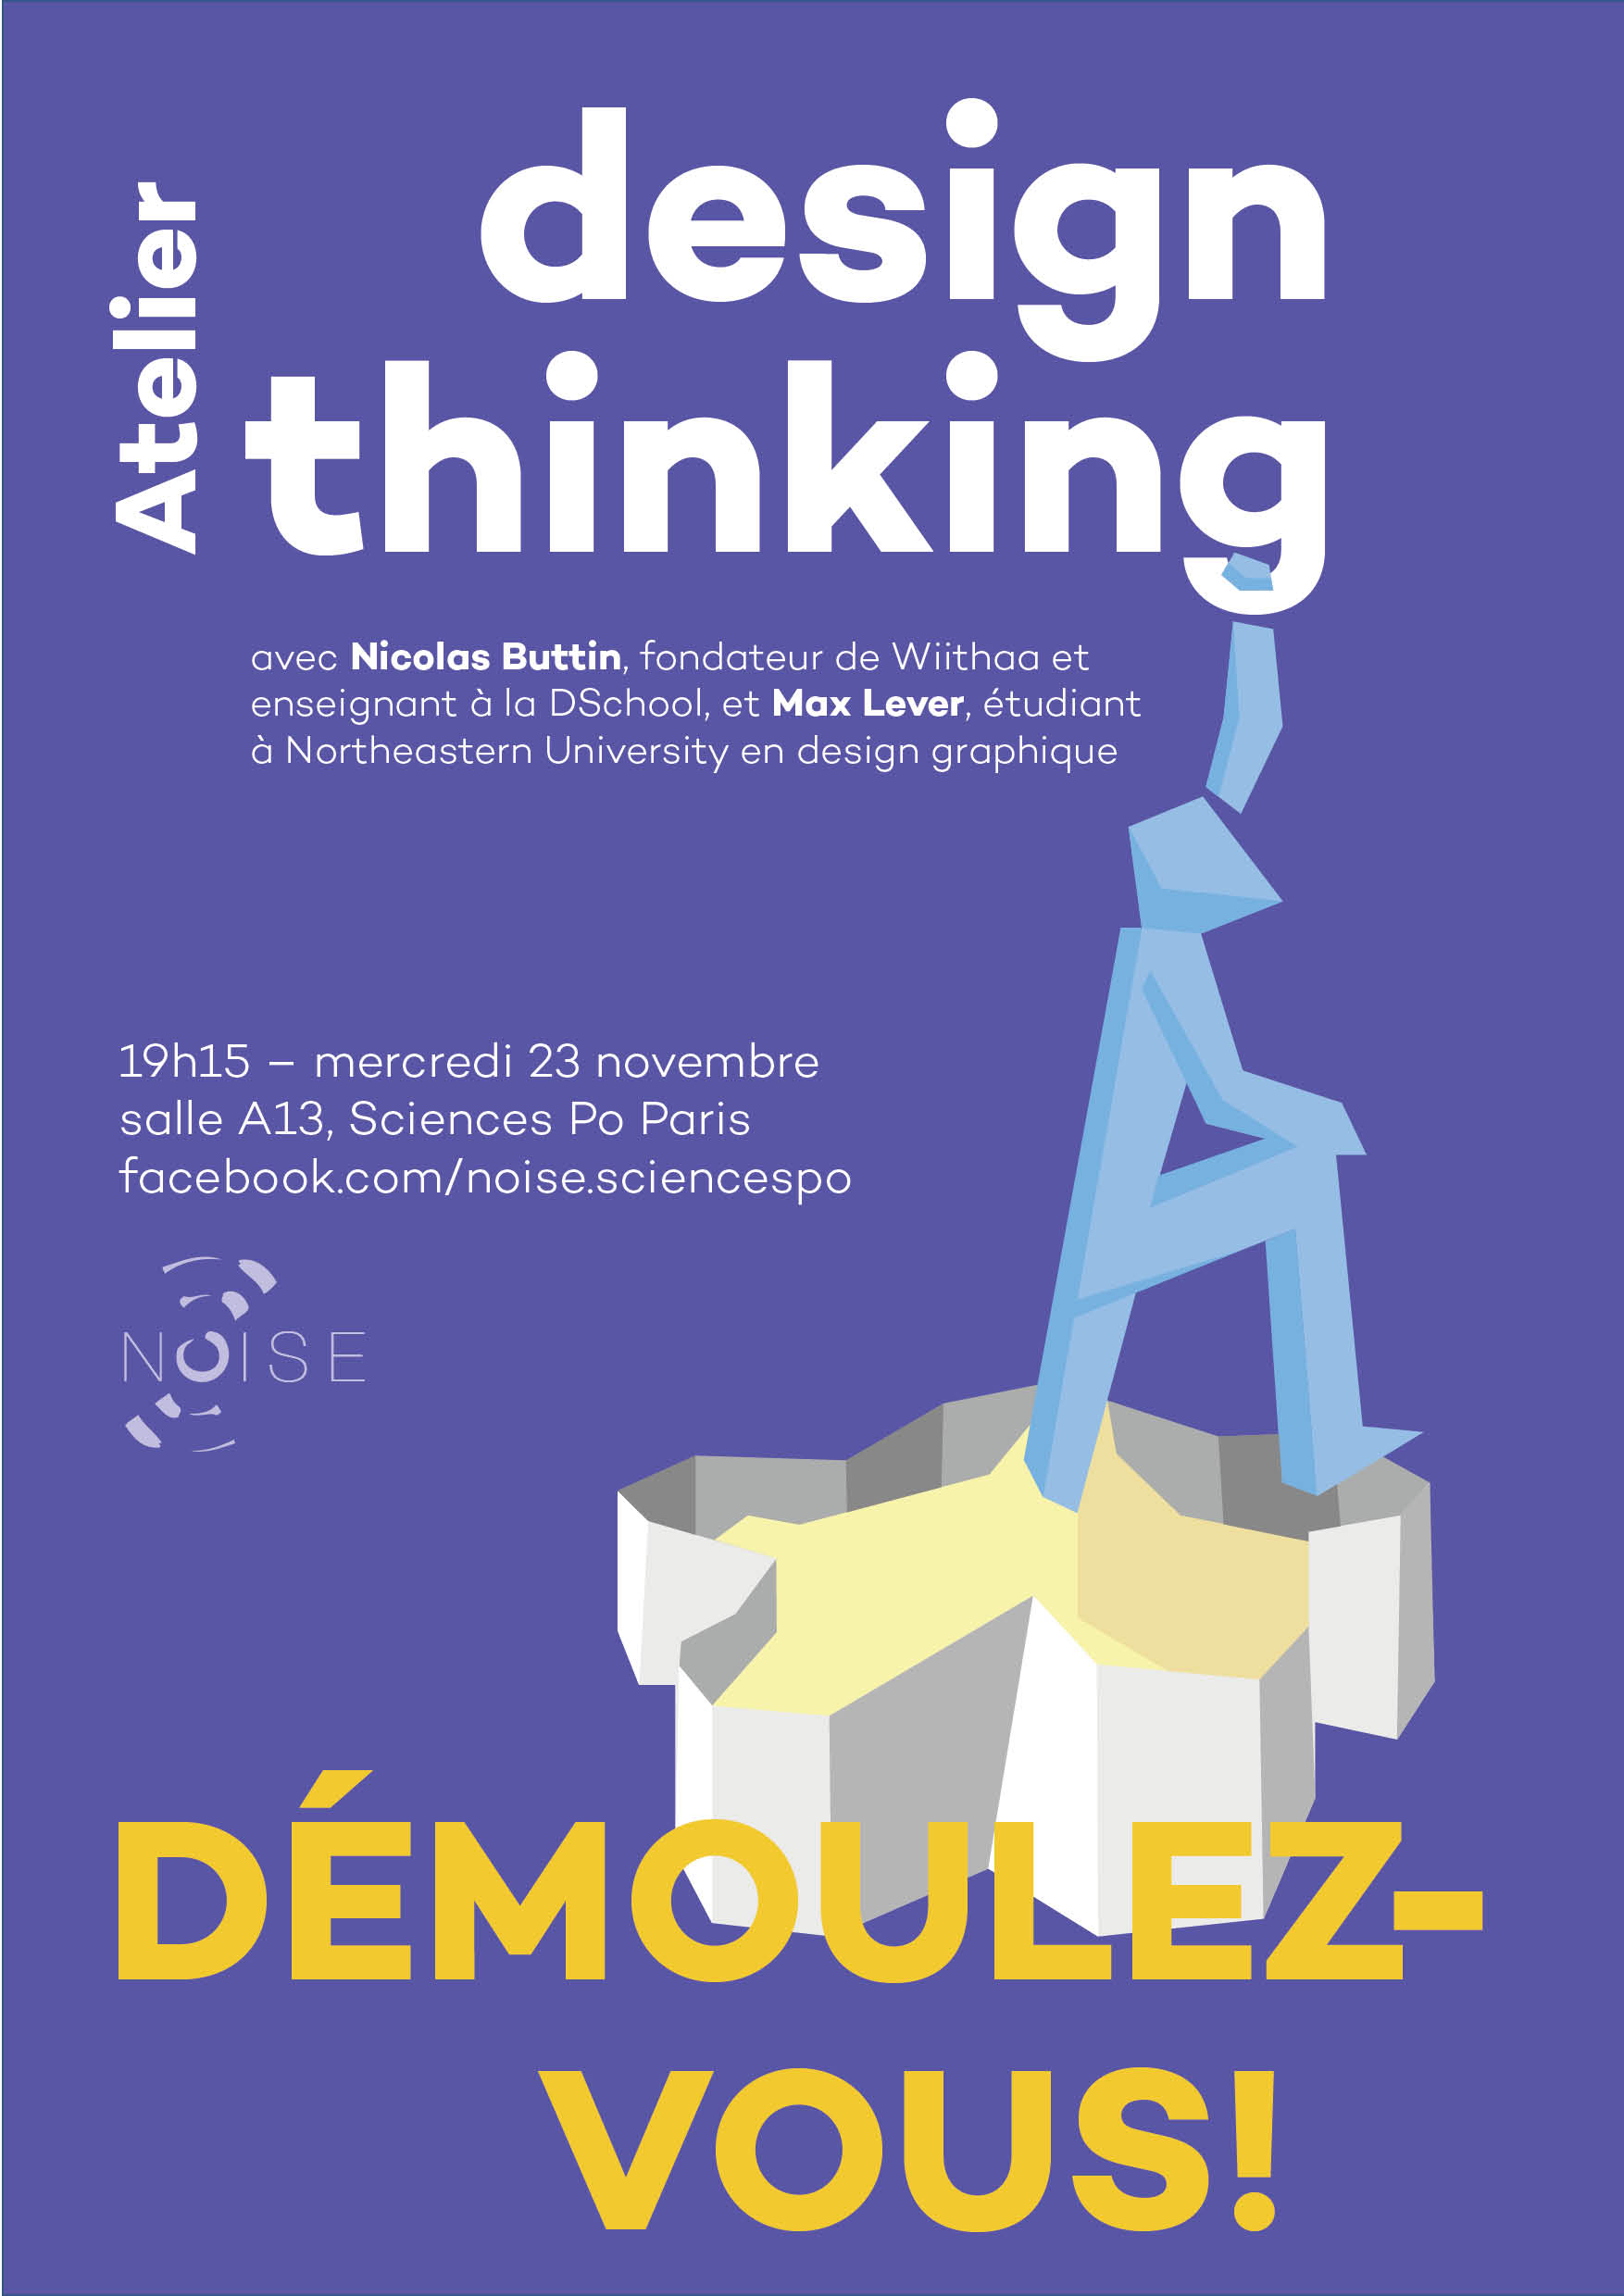 Atelier
design
thinking
avec Nicolas Buttin, fondateur de Wiithaa et
enseignant à la DSchool, et Max Lever, étudiant
à Northeastern University en design graphique
19h15 – mercredi 23 novembre
salle A13, Sciences Po Paris
facebook.com/noise.sciencespo
NOISE
DÉMOULEZ-
VOUS!